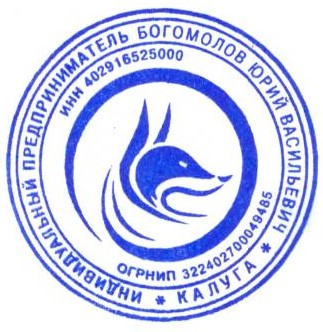 ИНДИВИДУАЛЬНЫЙ ПРЕДПРИНИМАТЕЛЬ БОГОМОЛОВ ЮРИЙ ВАСИЛЬЕВИЧ
* КАЛУГА *
ИНН 402916525000
ОГРНИП 322402700049485